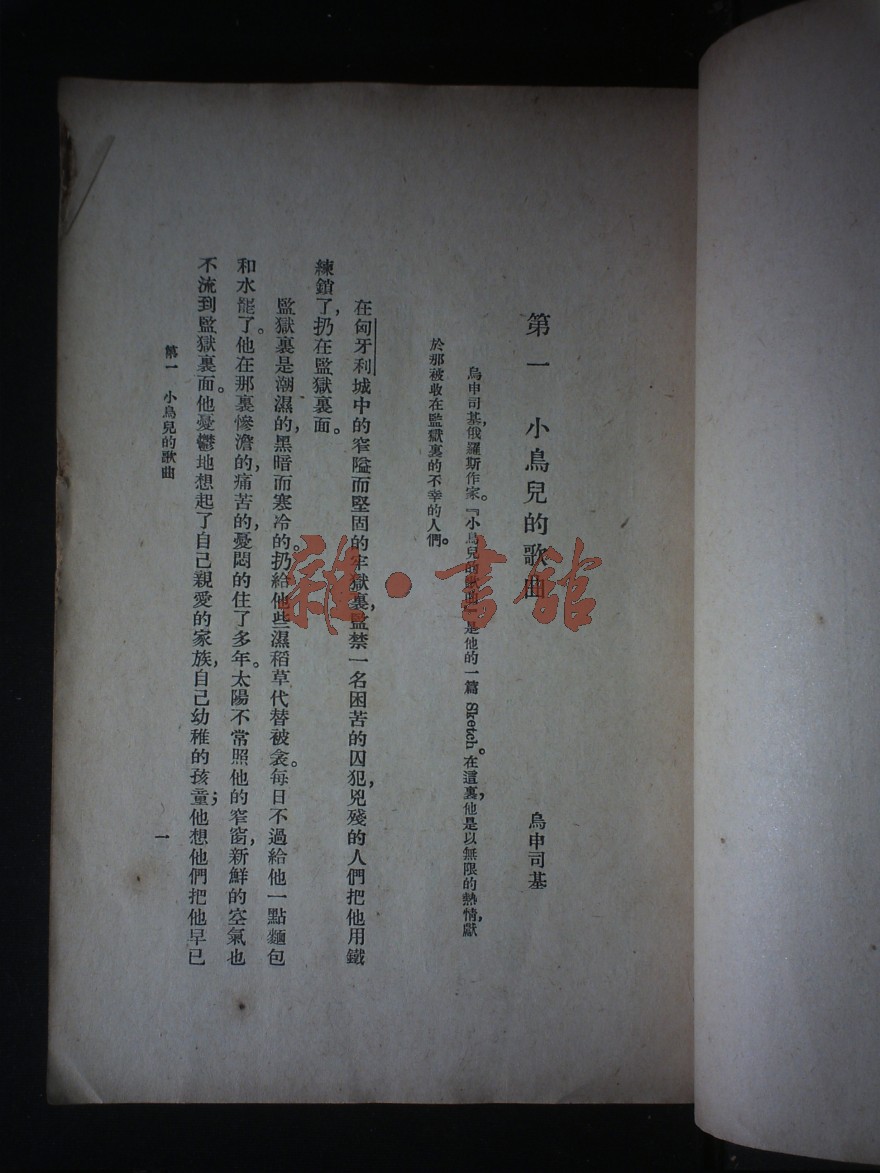 第一　小鳥兒的歌曲
烏申司基
烏申司基，俄羅斯作家。『小鳥兒的歌曲』是他的一篇 Sketch。在這裏，他是以無限的熱情，獻
於那被收在監獄裏的不幸的人們。
在匈牙利城中的窄隘而堅固的牢獄裏，監禁一名困苦的囚犯，兇殘的人們把他用鐵
練鎖了，扔在監獄裏面。
監獄裏是潮濕的，黑暗而寒冷的。扔給他些濕稻草代替被衾。每日不過給他一點麵包
和水罷了。他在那裏慘澹的，痛苦的，憂悶的住了多年。太陽不常照他的窄窗，新鮮的空氣也
不流到監獄裏面。他憂鬱地想起了自己親愛的家族，自己幼稚的孩童；他想他們把他早已
第一　小鳥兒的歌曲
一
雜·書館